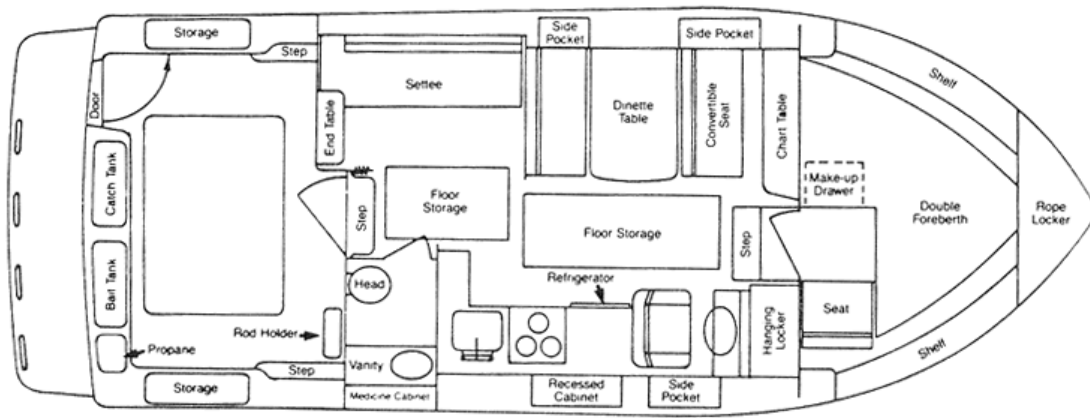 Storage
Step
Door
End Table
Settee
Side
Pocket
Dinette
Table
Side Pocket
Convertible
Seat
Chart Table
Shelf
Make-up
Drawer
Double
Foreberth
Rope
Locker
Catch Tank
Bait Tank
Propane
Step
Floor
Storage
Floor Storage
Step
Head
Refrigerator
Rod Holder
Vanity
Medicine Cabinet
Step
Storage
Recessed
Cabinet
Side
Pocket
Hanging
Locker
Seat
Shelf